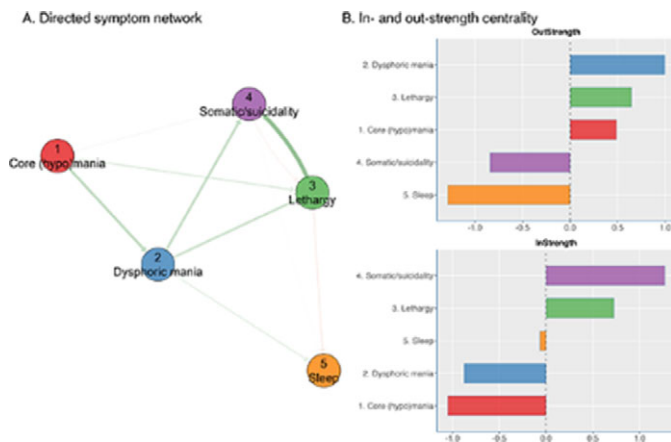 A. Directed symptom network
4
Somatic/suicidality
1
Core (hypo)mania
3
Lethargy
2
Dysphoric mania
5
Sleep
B. In- and out-strength centrality
OutStrength
2. Dysphoric mania
3. Lethargy
1. Core (hypo)mania
4. Somatic/suicidality
5. Sleep
-1.0 -0.5 0.0 0.5 1.0
InStrength
4. Somatic/suicidality
3. Lethargy
5. Sleep
2. Dysphoric mania
1. Core (hypo)mania
-1.0 -0.5 0.0 0.5 1.0